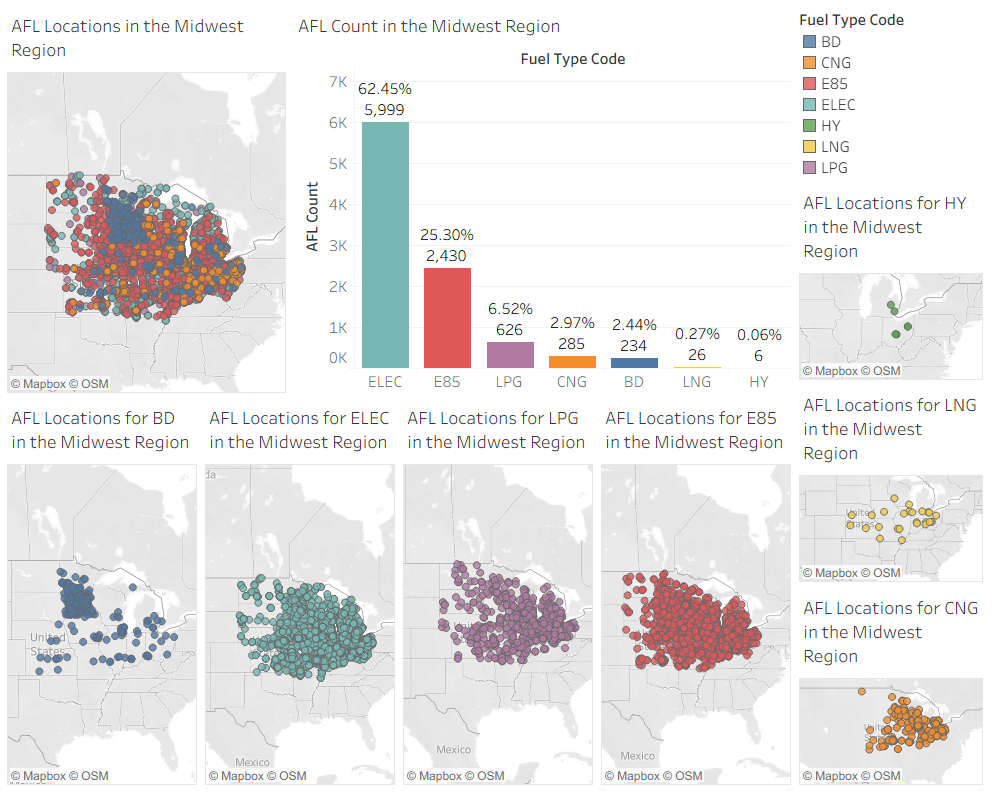 AFL Locations in the Midwest
Region
© Mapbox © OSM
AFL Count in the Midwest Region
Fuel Type Code
AFL Count
7K
6K
5K
4K
3K
2K
1K
0K
62.45%
5,999
25.30%
2,430
6.52%
626
2.97%
285
2.44%
234
0.27%
26
0.06%
6
ELEC
E85
LPG
CNG
BD
LNG
HY
Fuel Type Code
BD
CNG
E85
ELEC
HY
LNG
LPG
AFL Locations for HY
in the Midwest
Region
© Mapbox © OSM
AFL Locations for BD
in the Midwest Region
United
States
© Mapbox © OSM
AFL Locations for ELEC
in the Midwest Region
da
Mexico
© Mapbox © OSM
AFL Locations for LPG
in the Midwest Region
Mexico
© Mapbox © OSM
AFL Locations for E85
in the Midwest Region
Mexico
© Mapbox © OSM
AFL Locations for LNG
in the Midwest
Region
United
States
© Mapbox © OSM
AFL Locations for CNG
in the Midwest
Region
© Mapbox © OSM